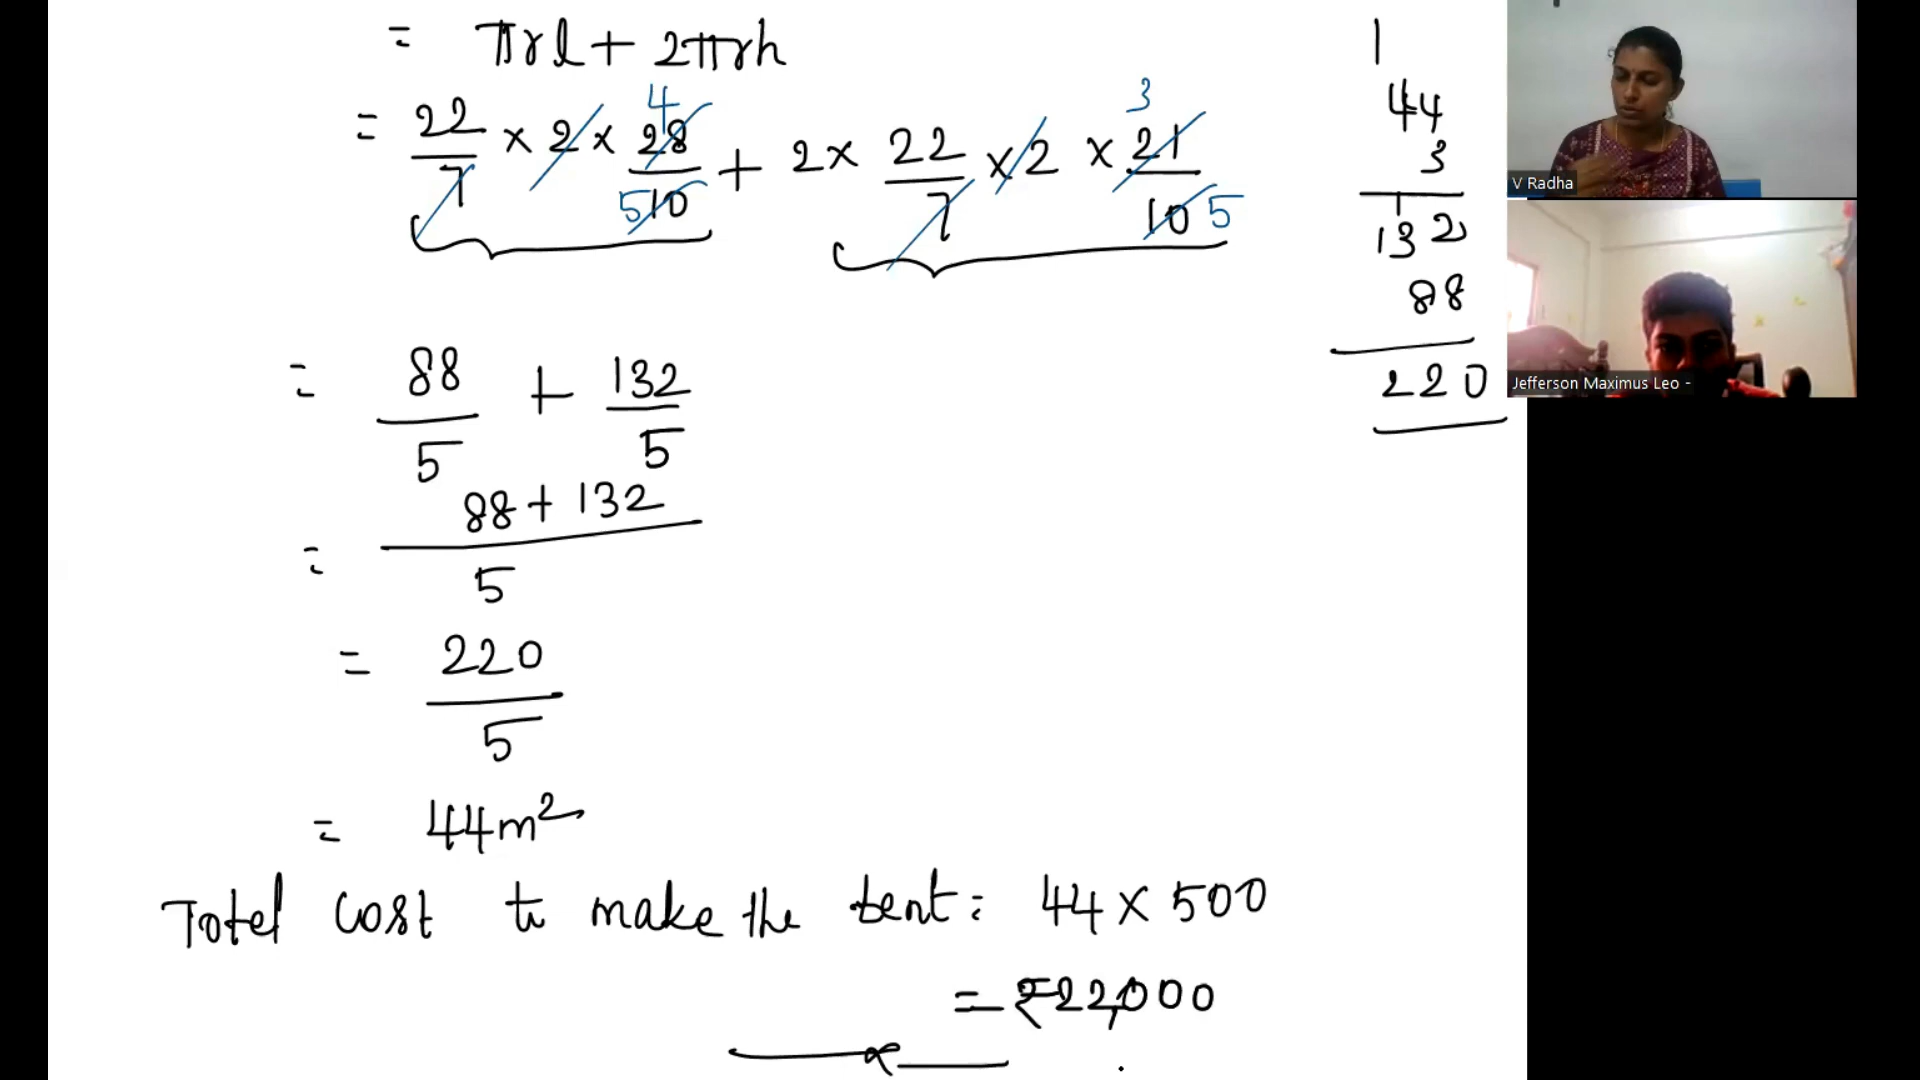 = πrl + 2πrh
= 22/7 × 2 × 28/10 + 2 × 22/7 × 2 × 21/10
4 5 3 5
= 88/5 + 132/5
= 88 + 132 / 5
= 220/5
= 44m²
Total cost to make the tent = 44 × 500
= ₹22,000
1
44
3
132
88
220
V Radha
Jefferson Maximus Leo -